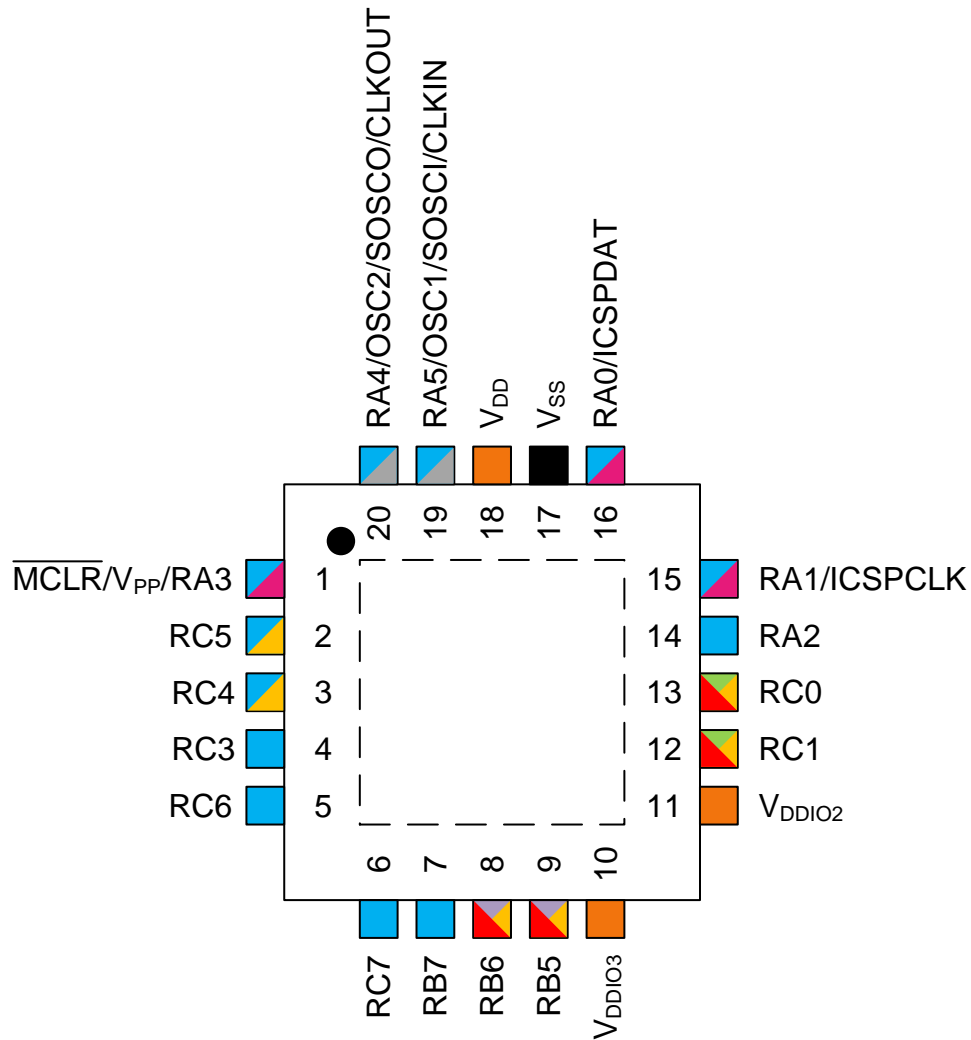 RA4/OSC2/SOSCO/CLKOUT
RA5/OSC1/SOSCI/CLKIN
VDD
VSS
RA0/ICSPDAT
20
19
18
17
16
MCLR/VPP/RA3
1
15
RA1/ICSPCLK
RC5
2
14
RA2
RC4
3
13
RC0
RC3
4
12
RC1
RC6
5
11
VDDIO2
6
7
8
9
10
RC7
RB7
RB6
RB5
VDDIO3